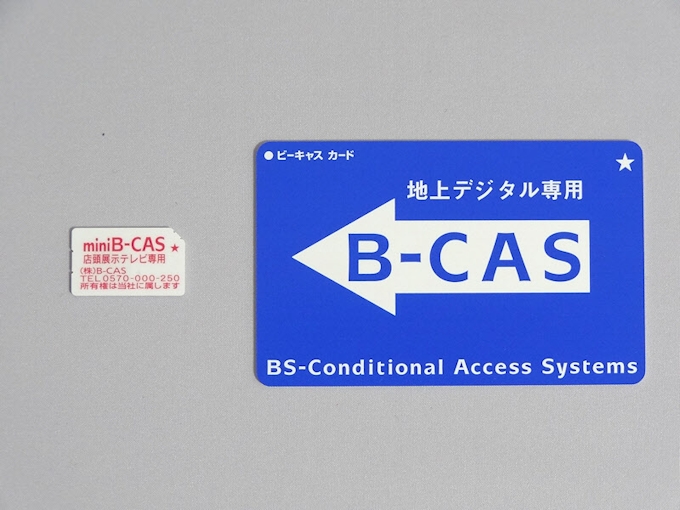 miniB-CAS ★
店頭展示テレビ専用
(株)B-CAS
TEL0570-000-250
所有権は当社に属します
●ビーキャス カード
★
地上デジタル専用
B-CAS
BS-Conditional Access Systems